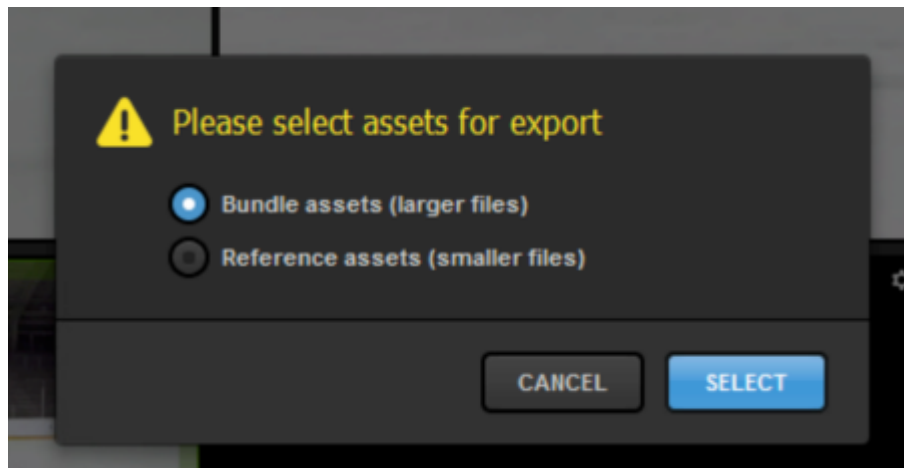 Please select assets for export
Bundle assets (larger files)
Reference assets (smaller files)
CANCEL
SELECT